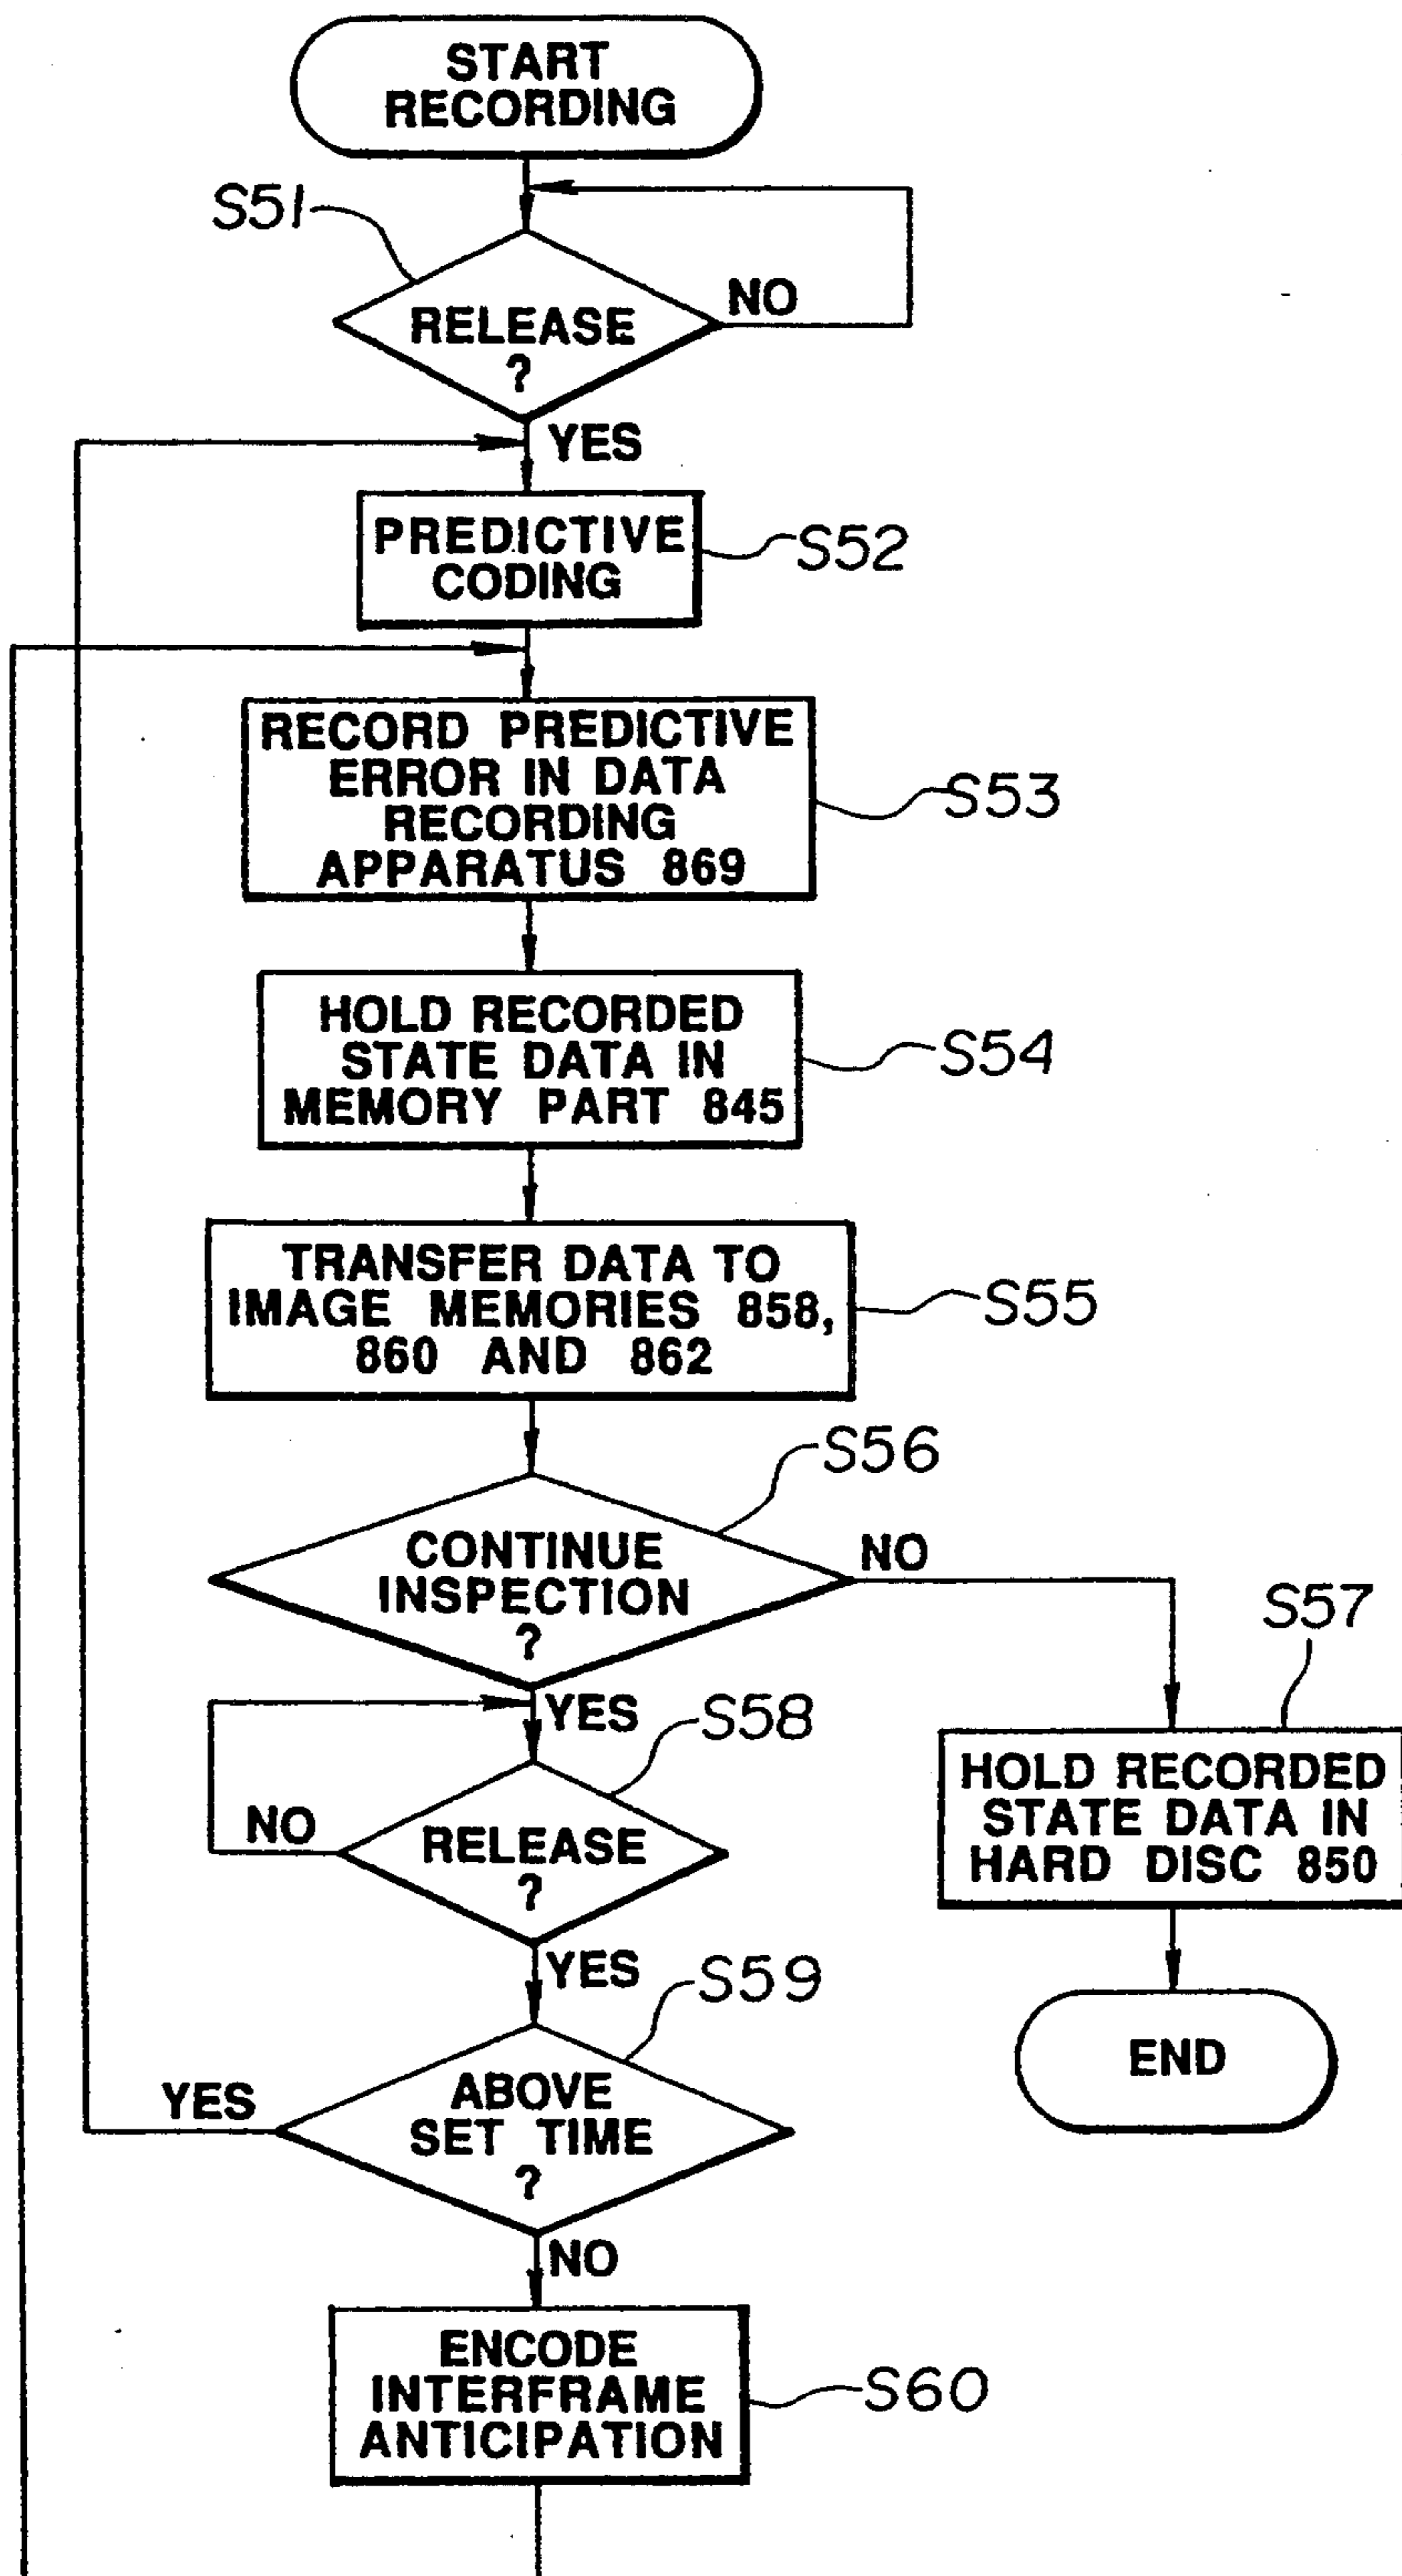 START
RECORDING
S51
NO
RELEASE
?
YES
PREDICTIVE
CODING
S52
RECORD PREDICTIVE
ERROR IN DATA
RECORDING
APPARATUS 869
S53
HOLD RECORDED
STATE DATA IN
MEMORY PART 845
S54
TRANSFER DATA TO
IMAGE MEMORIES 858,
860 AND 862
S55
S56
CONTINUE
INSPECTION
?
NO
S57
YES
S58
HOLD RECORDED
STATE DATA IN
HARD DISC 850
NO
RELEASE
?
YES
S59
END
YES
ABOVE
SET TIME
?
NO
ENCODE
INTERFRAME
ANTICIPATION
S60